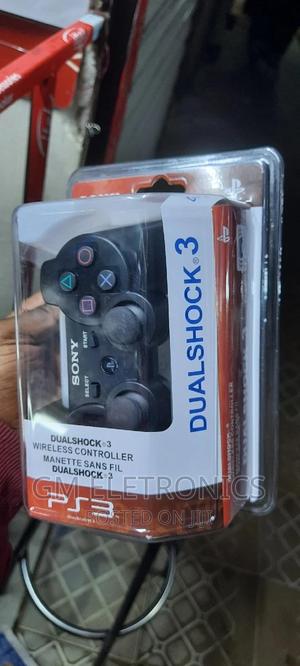 DUALSHOCK®3
SONY
SELECT
START
DUALSHOCK®3
WIRELESS CONTROLLER
MANETTE SANS FIL
DUALSHOCK®3
PS3
GM ELETRONICS
POSTED ON JIJI